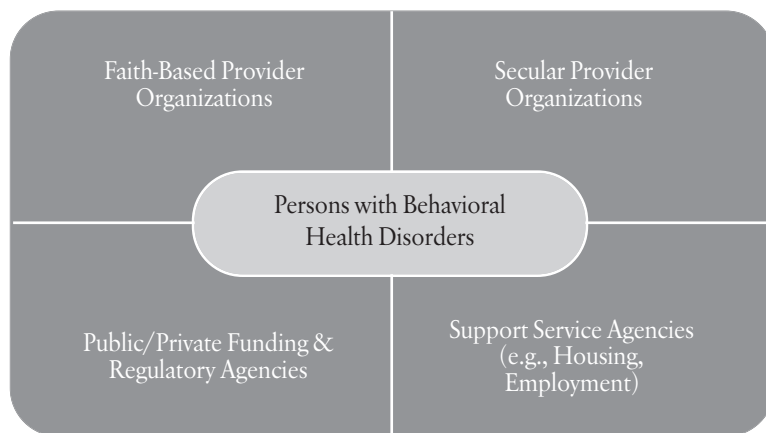 Faith-Based Provider
Organizations
Secular Provider
Organizations
Persons with Behavioral
Health Disorders
Public/Private Funding &
Regulatory Agencies
Support Service Agencies
(e.g., Housing,
Employment)